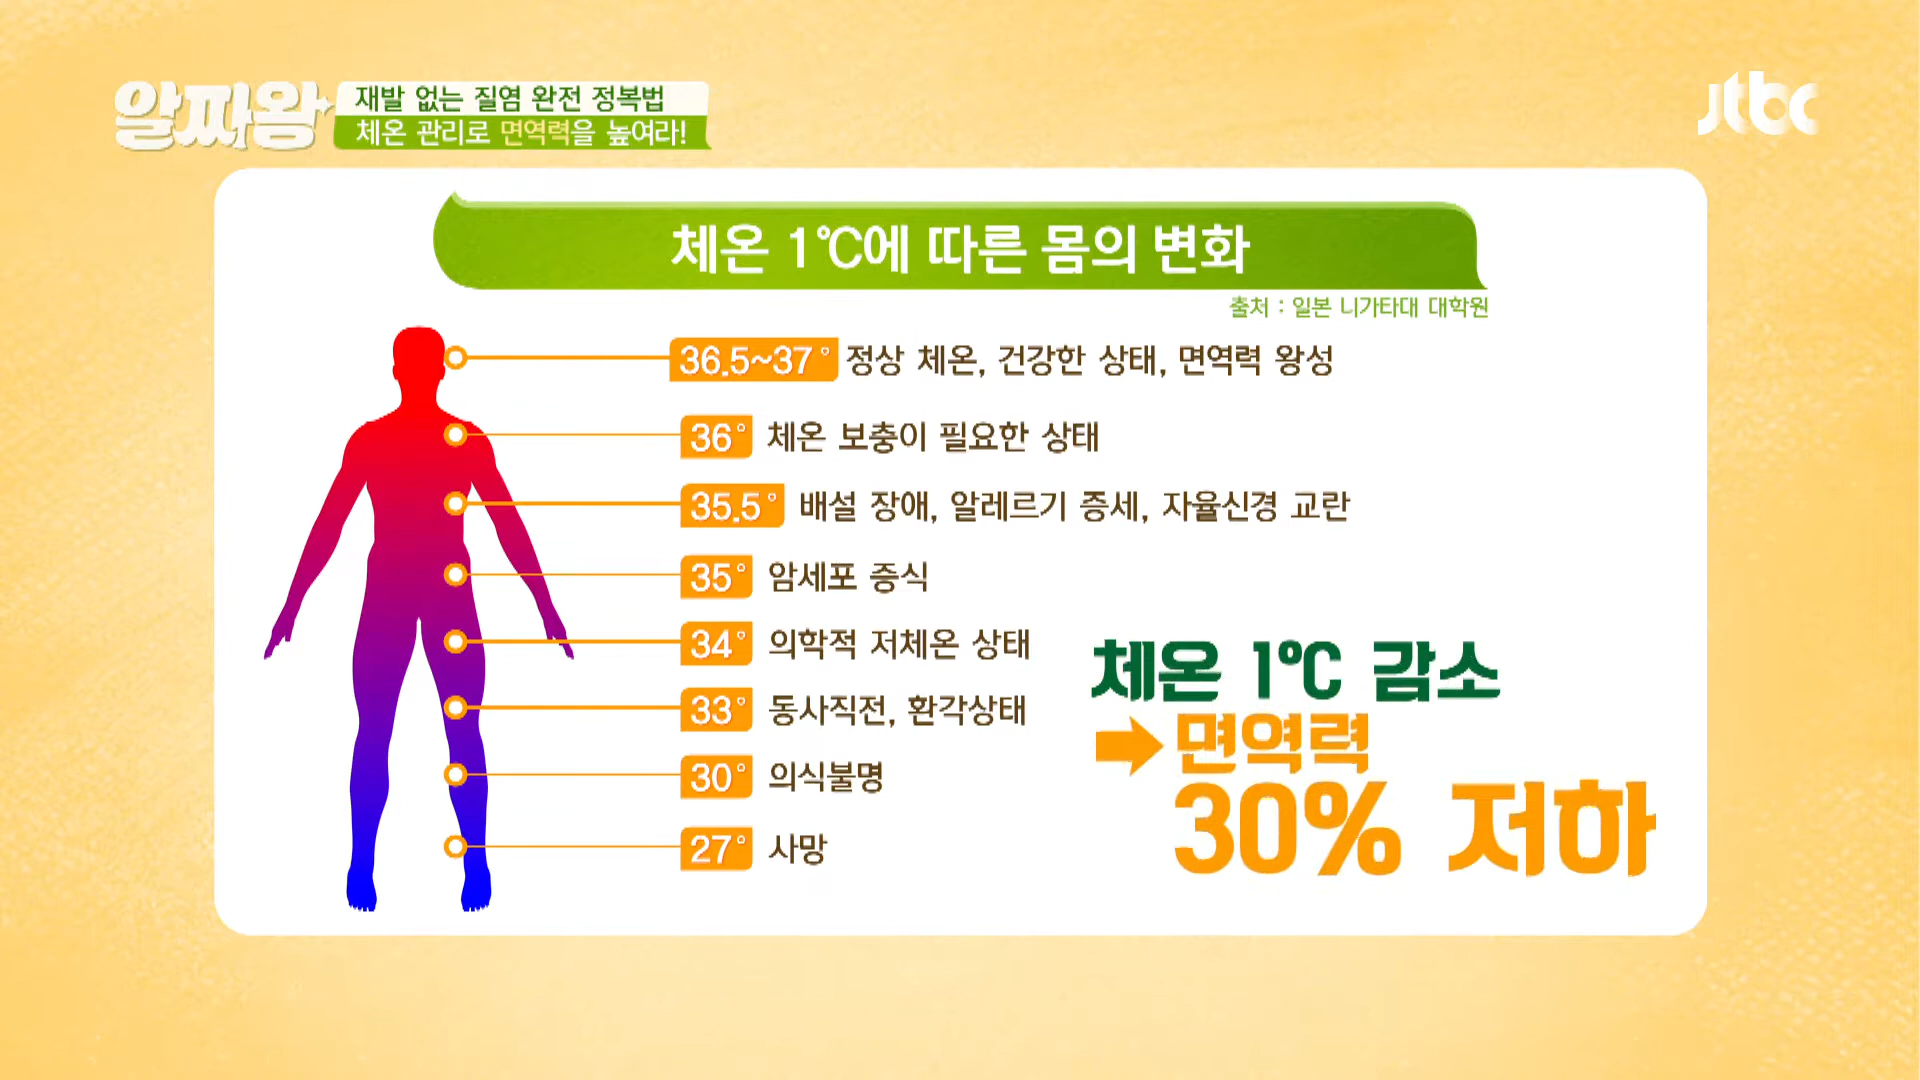 알짜왕
재발 없는 질염 완전 정복법
체온 관리로 면역력을 높여라!
jtbc
체온 1℃에 따른 몸의 변화
출처 : 일본 니가타대 대학원
36.5~37° 정상 체온, 건강한 상태, 면역력 왕성
36° 체온 보충이 필요한 상태
35.5° 배설 장애, 알레르기 증세, 자율신경 교란
35° 암세포 증식
34° 의학적 저체온 상태
33° 동사직전, 환각상태
30° 의식불명
27° 사망
체온 1℃ 감소
➡ 면역력
30% 저하